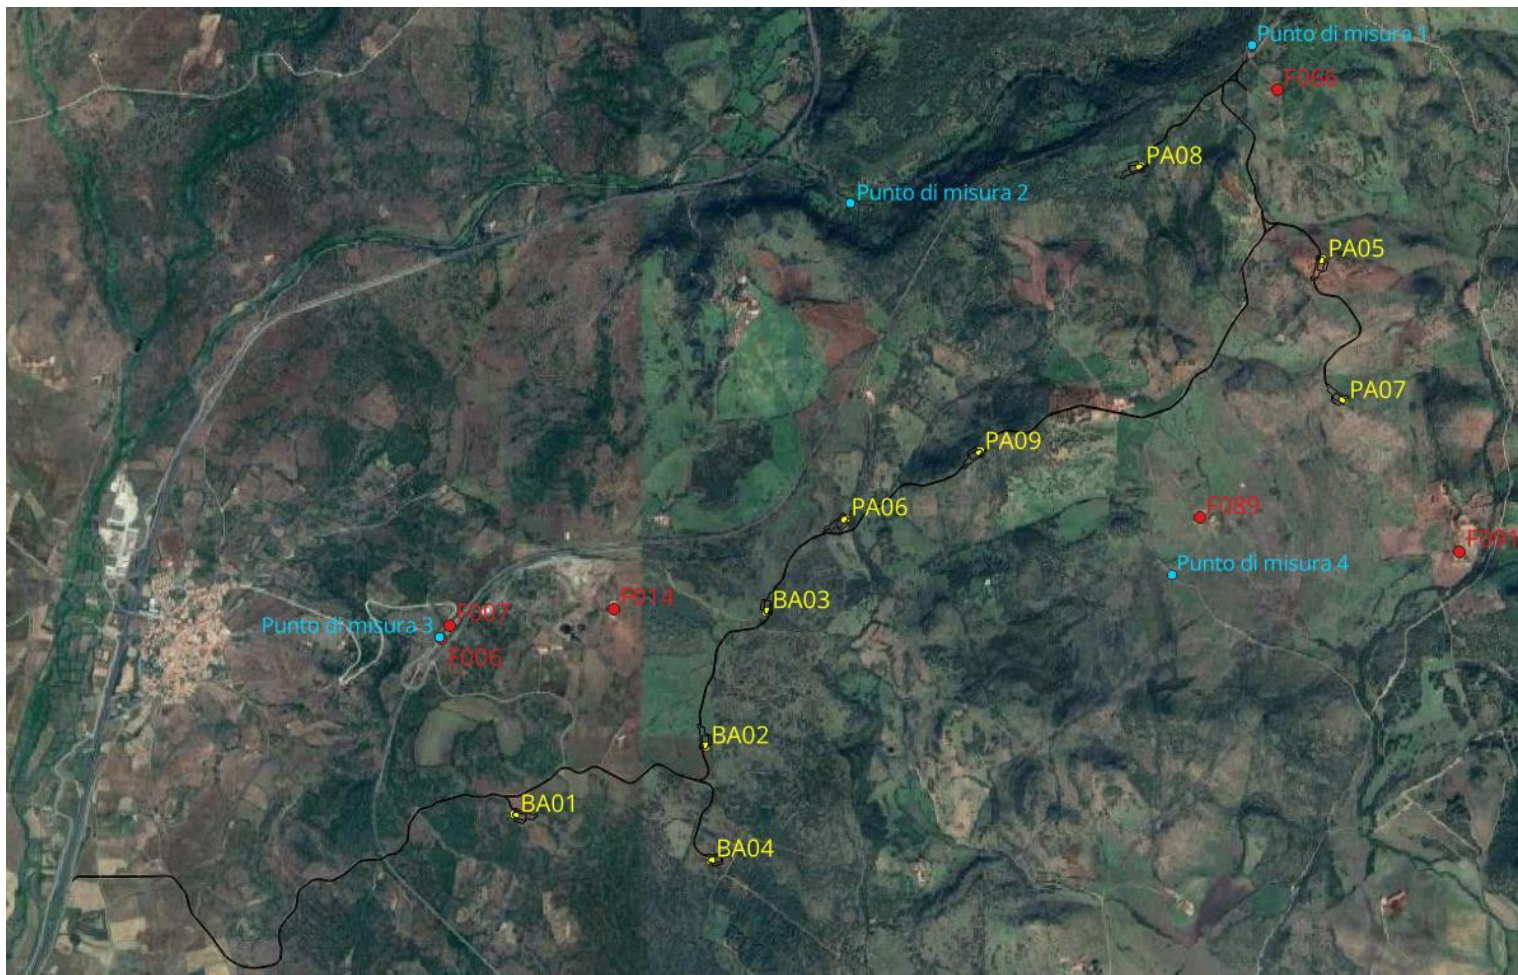 Punto di misura 1
F066
PA08
Punto di misura 2
PA05
PA07
PA09
PA06
F089
F091
Punto di misura 4
BA03
F014
F007
Punto di misura 3
F006
BA02
BA01
BA04